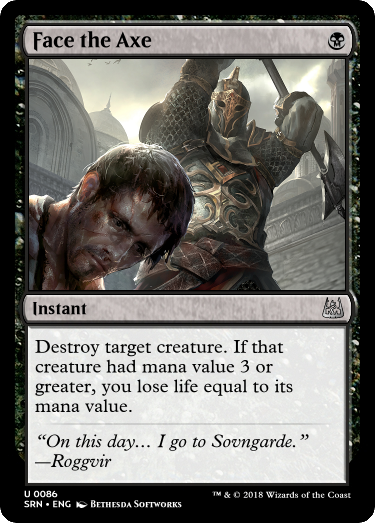 Face the Axe
Instant
Destroy target creature. If that
creature had mana value 3 or
greater, you lose life equal to its
mana value.
“On this day… I go to Sovngarde.”
—Roggvir
U 0086
SRN • ENG Bethesda Softworks
™ & © 2018 Wizards of the Coast